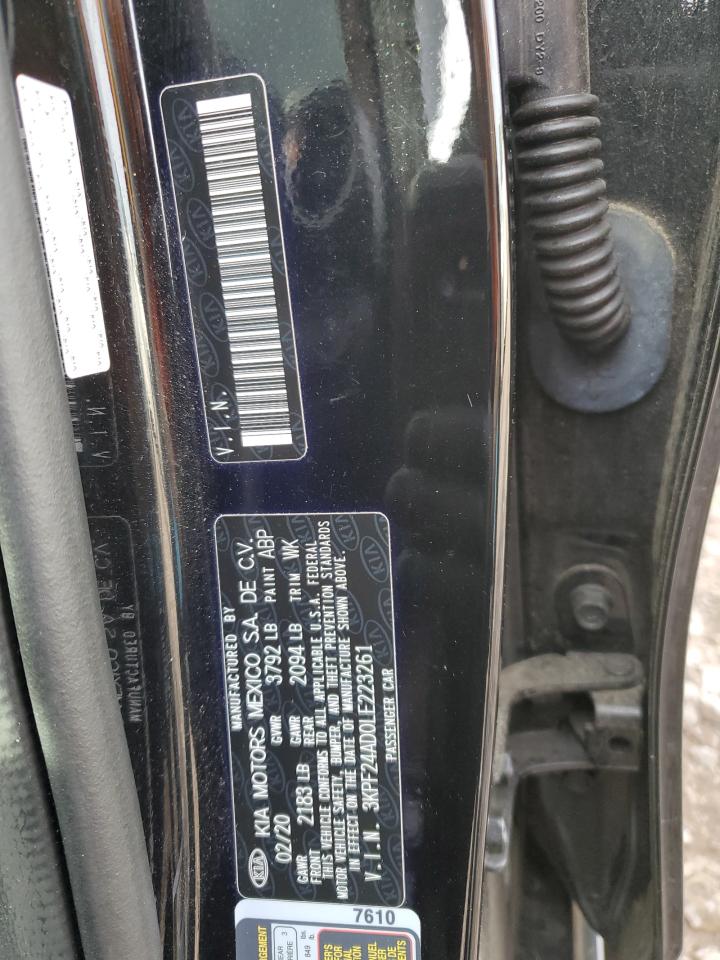 V.I.N.
MANUFACTURED BY
KIA KIA MOTORS MEXICO S.A. DE C.V.
02/20 GVWR 3792 LB PAINT ABP
GAWR FRONT 2183 LB GAWR REAR 2094 LB TRIM WK
THIS VEHICLE CONFORMS TO ALL APPLICABLE U.S.A. FEDERAL
MOTOR VEHICLE SAFETY, BUMPER, AND THEFT PREVENTION STANDARDS
IN EFFECT ON THE DATE OF MANUFACTURE SHOWN ABOVE.
V.I.N. 3KPF24AD0LE223261
PASSENGER CAR
7610